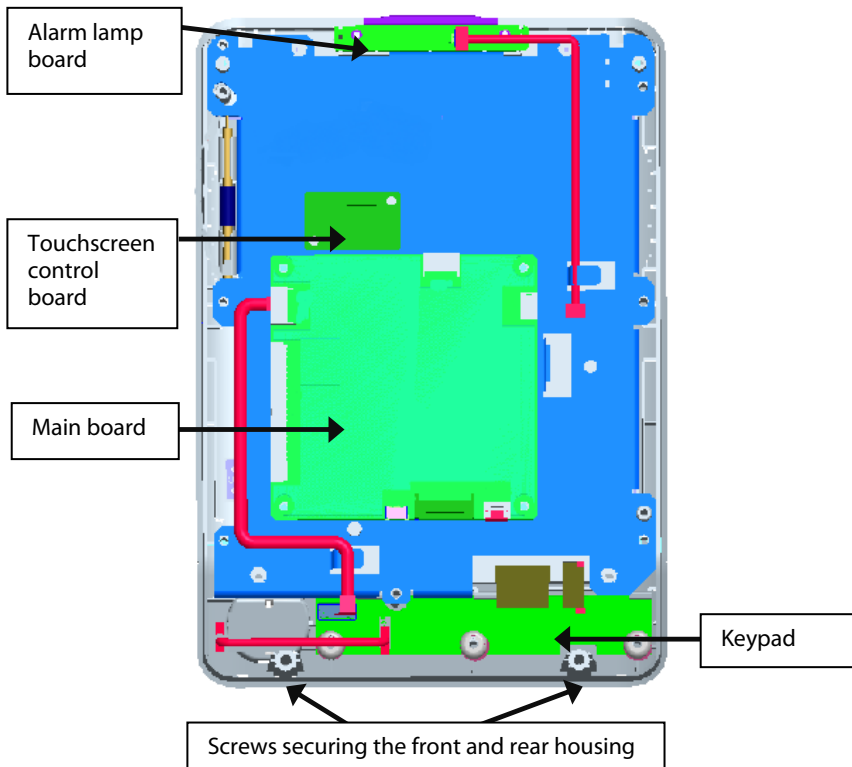 Alarm lamp
board
Touchscreen
control
board
Main board
Keypad
Screws securing the front and rear housing